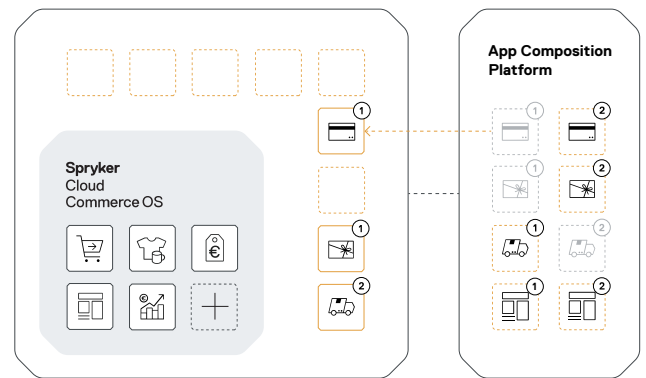 App Composition
Platform
1
1
2
1
2
Spryker
Cloud
Commerce OS
€
1
1
2
€
2
1
2